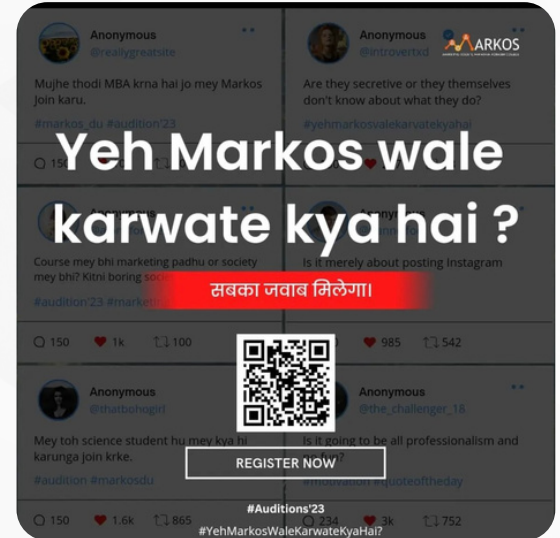 Anonymous
@reallygreatsite
Mujhe thodi MBA krna hai jo mey Markos
Join karu.
#markos_du #audition'23
Anonymous
@introvertxd
MARKOS
Are they secretive or they themselves
don't know about what they do?
#yehmarkosvalekarvatekyahai
Yeh Markos wale
karwate kya hai ?
सबका जवाब मिलेगा।
Course mey bhi marketing padhu or society
mey bhi? Kitni boring
#audition'23
150 1k 100
Is it merely about posting Instagram
985 542
Anonymous
@thatbohogirl
Mey toh science student hu mey kya hi
karunga join krke.
#audition #markosdu
150 1.6k 865
Anonymous
@the_challenger_18
Is it going to be all professionalism and
no fun?
#motivation #quoteoftheday
234 3k 752
REGISTER NOW
#Auditions'23
#YehMarkosWaleKarwateKyaHai?